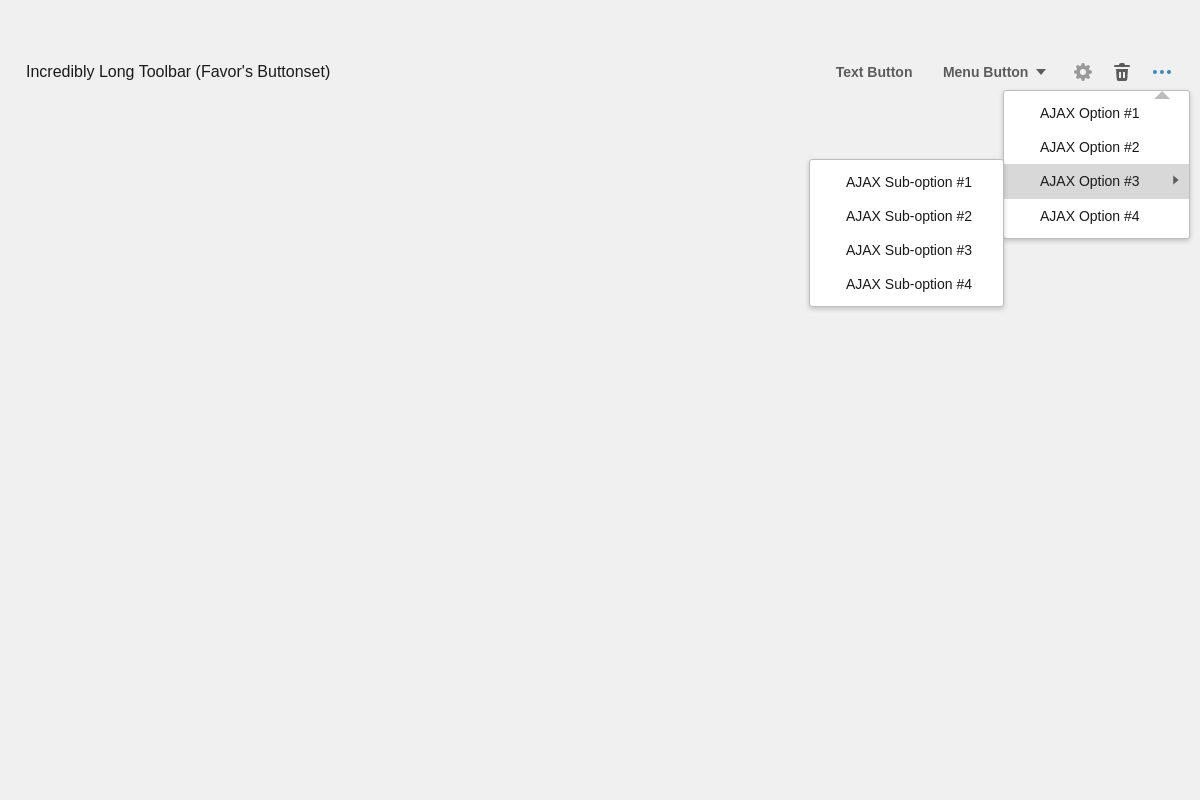 Incredibly Long Toolbar (Favor's Buttonset)
Text Button
Menu Button
AJAX Option #1
AJAX Option #2
AJAX Option #3
AJAX Option #4
AJAX Sub-option #1
AJAX Sub-option #2
AJAX Sub-option #3
AJAX Sub-option #4